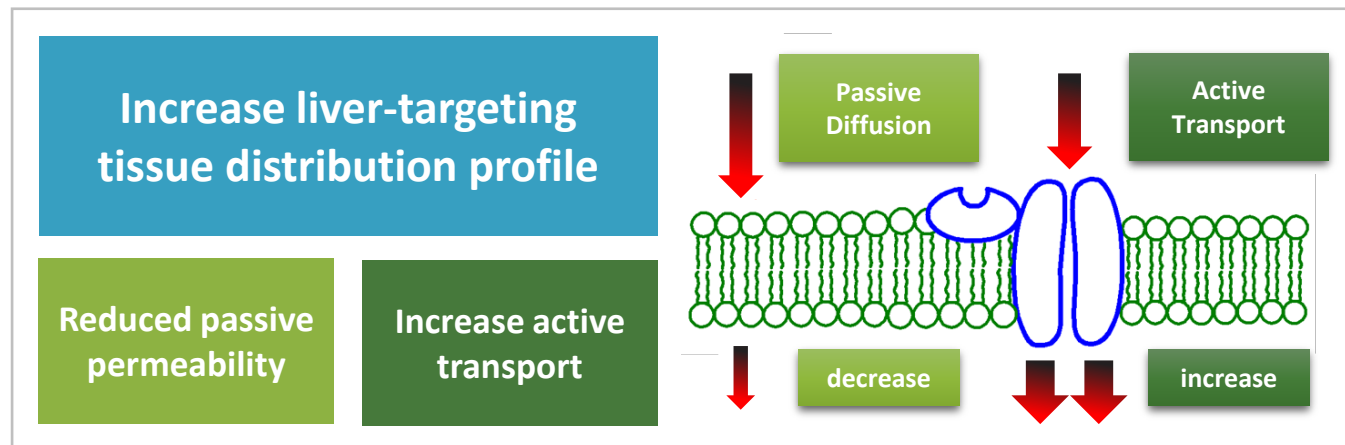 Increase liver-targeting
tissue distribution profile
Reduced passive
permeability
Increase active
transport
Passive
Diffusion
Active
Transport
decrease
increase